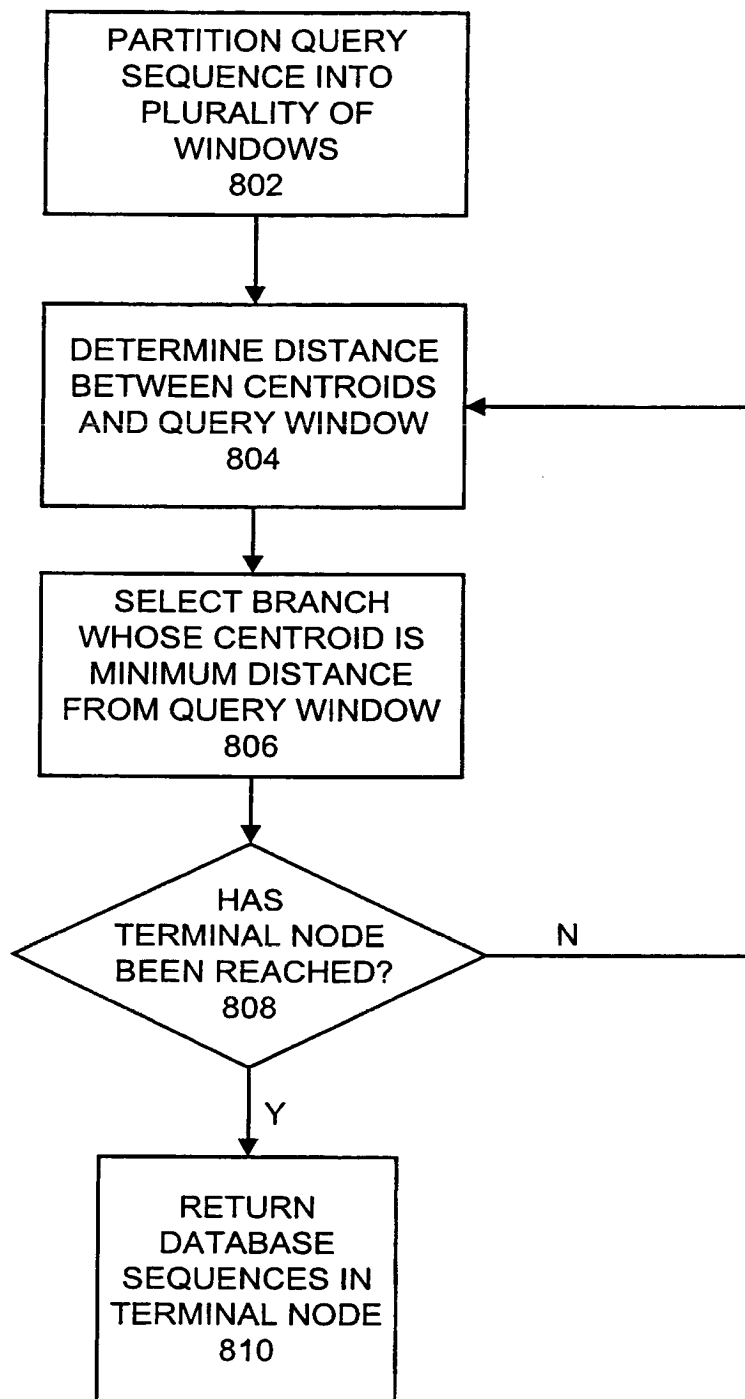 PARTITION QUERY
SEQUENCE INTO
PLURALITY OF
WINDOWS
802
DETERMINE DISTANCE
BETWEEN CENTROIDS
AND QUERY WINDOW
804
SELECT BRANCH
WHOSE CENTROID IS
MINIMUM DISTANCE
FROM QUERY WINDOW
806
HAS
TERMINAL NODE
BEEN REACHED?
808
N
Y
RETURN
DATABASE
SEQUENCES IN
TERMINAL NODE
810